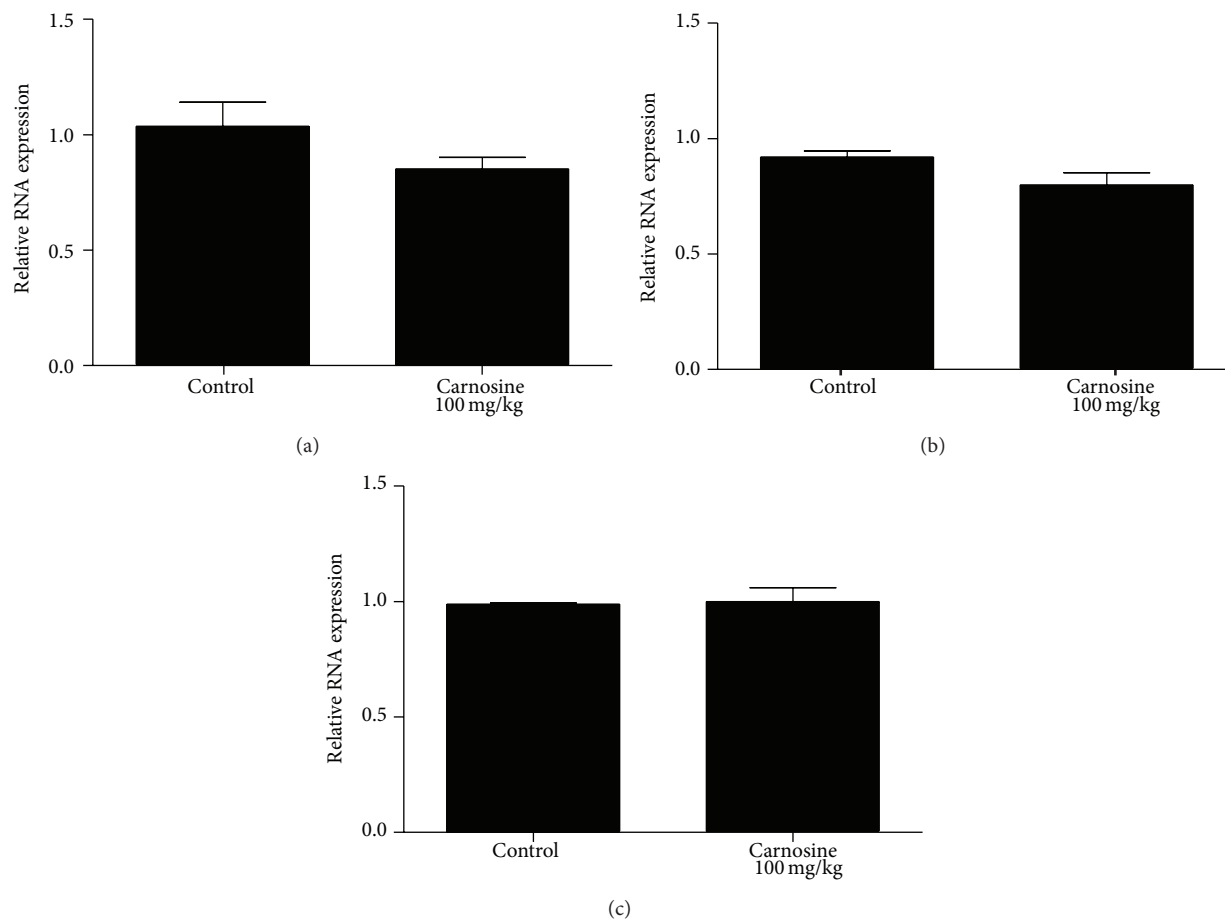 Relative RNA expression
1.5
1.0
0.5
0.0
Control
Carnosine
100 mg/kg
(a)
Relative RNA expression
1.5
1.0
0.5
0.0
Control
Carnosine
100 mg/kg
(b)
Relative RNA expression
1.5
1.0
0.5
0.0
Control
Carnosine
100 mg/kg
(c)